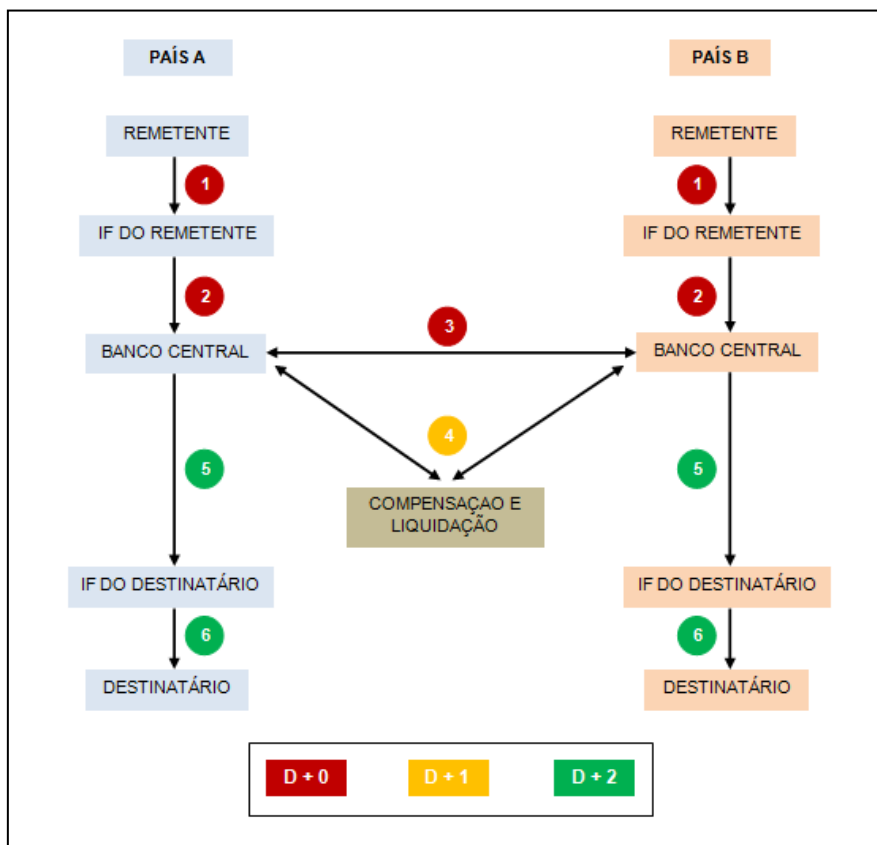 PAÍS A
PAÍS B
REMETENTE
REMETENTE
1
1
IF DO REMETENTE
IF DO REMETENTE
2
2
3
BANCO CENTRAL
BANCO CENTRAL
4
5
5
COMPENSAÇAO E
LIQUIDAÇÃO
IF DO DESTINATÁRIO
IF DO DESTINATÁRIO
6
6
DESTINATÁRIO
DESTINATÁRIO
D + 0
D + 1
D + 2